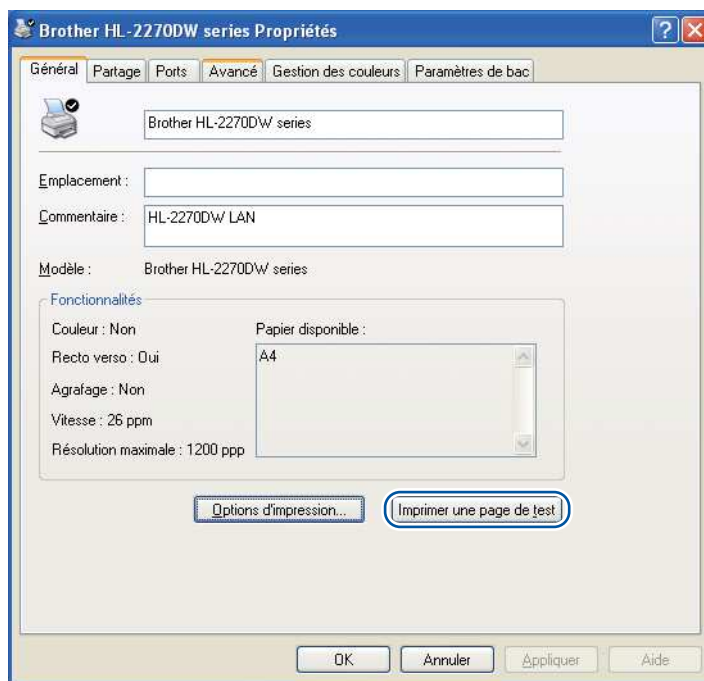 Brother HL-2270DW series Propriétés
Général Partage Ports Avancé Gestion des couleurs Paramètres de bac
Brother HL-2270DW series
Emplacement :
Commentaire : HL-2270DW LAN
Modèle : Brother HL-2270DW series
Fonctionnalités
Couleur : Non Papier disponible :
Recto verso : Oui A4
Agrafage : Non
Vitesse : 26 ppm
Résolution maximale : 1200 ppp
Options d'impression... Imprimer une page de test
OK Annuler Appliquer Aide